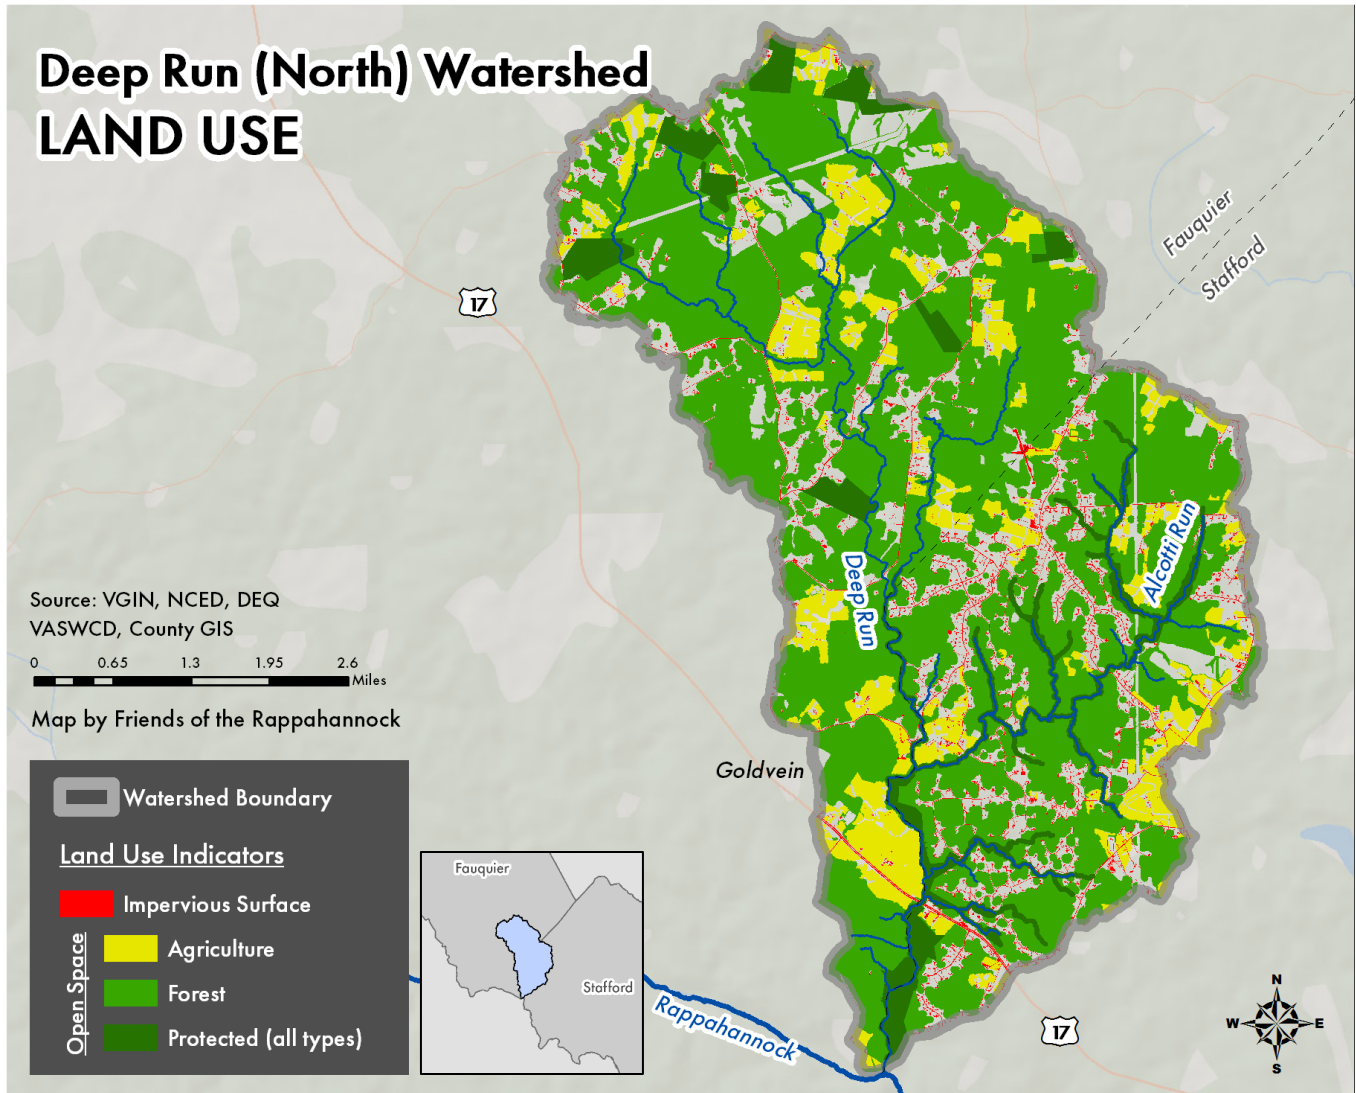 Deep Run (North) Watershed
LAND USE
Fauquier
Stafford
17
Alcotti Run
Deep Run
Source: VGIN, NCED, DEQ
VASWCD, County GIS
0 0.65 1.3 1.95 2.6
Miles
Map by Friends of the Rappahannock
Goldvein
Watershed Boundary
Land Use Indicators
Impervious Surface
Open Space
Agriculture
Forest
Protected (all types)
Fauquier
Stafford
Rappahannock
17
N
W E
S